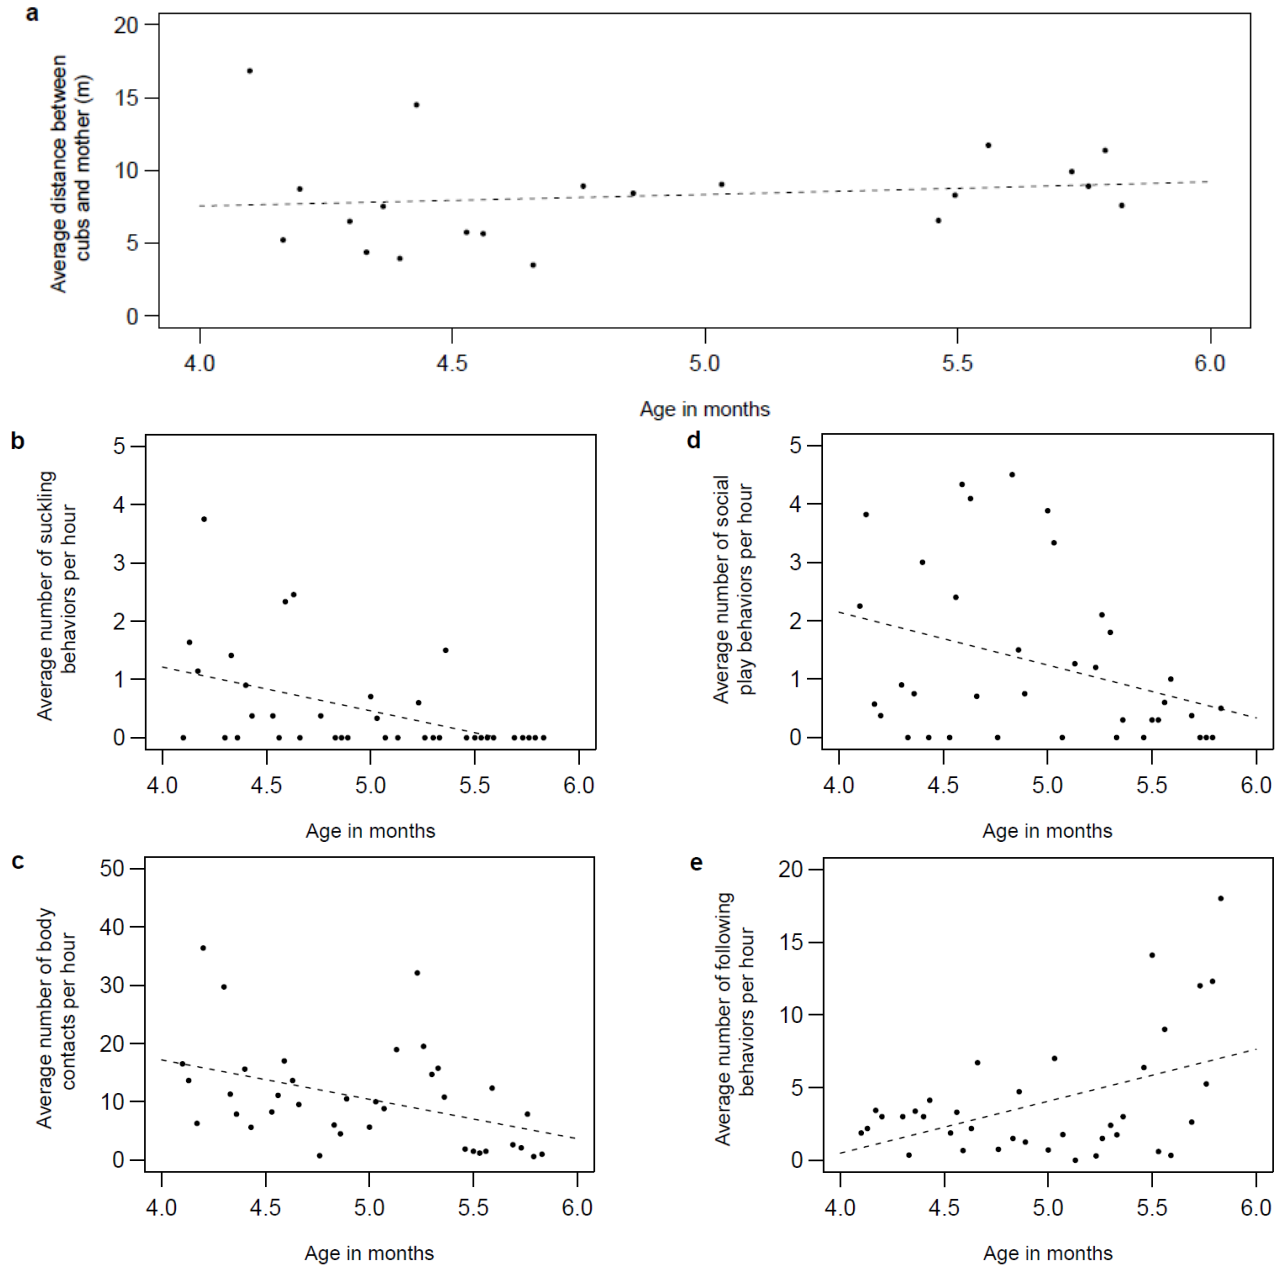 a
Average distance between
cubs and mother (m)
20
15
10
5
0
4.0 4.5 5.0 5.5 6.0
Age in months
b
Average number of suckling
behaviors per hour
5
4
3
2
1
0
4.0 4.5 5.0 5.5 6.0
Age in months
d
Average number of social
play behaviors per hour
5
4
3
2
1
0
4.0 4.5 5.0 5.5 6.0
Age in months
c
Average number of body
contacts per hour
50
40
30
20
10
0
4.0 4.5 5.0 5.5 6.0
Age in months
e
Average number of following
behaviors per hour
20
15
10
5
0
4.0 4.5 5.0 5.5 6.0
Age in months